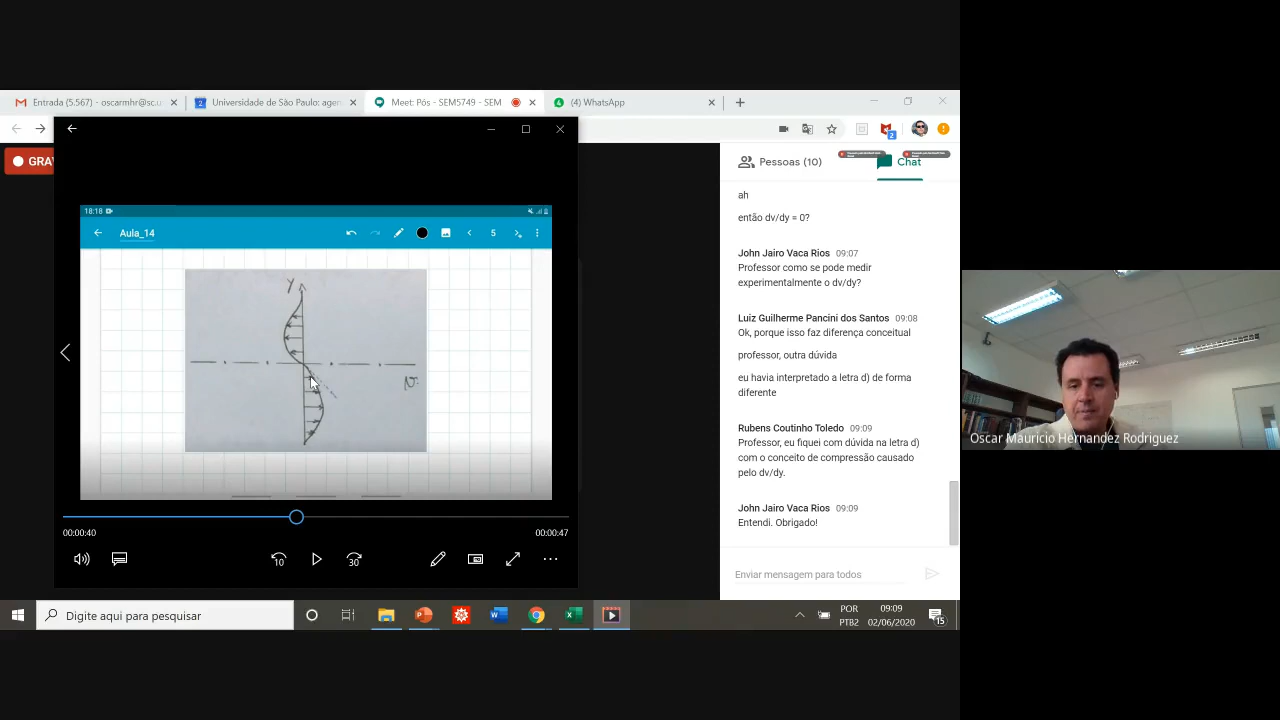 Entrada (5.567) - oscarmhr@sc.u
Universidade de São Paulo: agen
Meet: Pós - SEM5749 - SEM
(4) WhatsApp
GRAV
Pessoas (10)
Chat
18:18
Aula_14
5
y
00:00:40
00:00:47
10
30
ah
então dv/dy = 0?
John Jairo Vaca Rios 09:07
Professor como se pode medir
experimentalmente o dv/dy?
Luiz Guilherme Pancini dos Santos 09:08
Ok, porque isso faz diferença conceitual
professor, outra dúvida
eu havia interpretado a letra d) de forma
diferente
Rubens Coutinho Toledo 09:09
Professor, eu fiquei com dúvida na letra d)
com o conceito de compressão causado
pelo dv/dy.
John Jairo Vaca Rios 09:09
Entendi. Obrigado!
Enviar mensagem para todos
Oscar Mauricio Hernandez Rodriguez
Digite aqui para pesquisar
POR
PTB2
09:09
02/06/2020
15